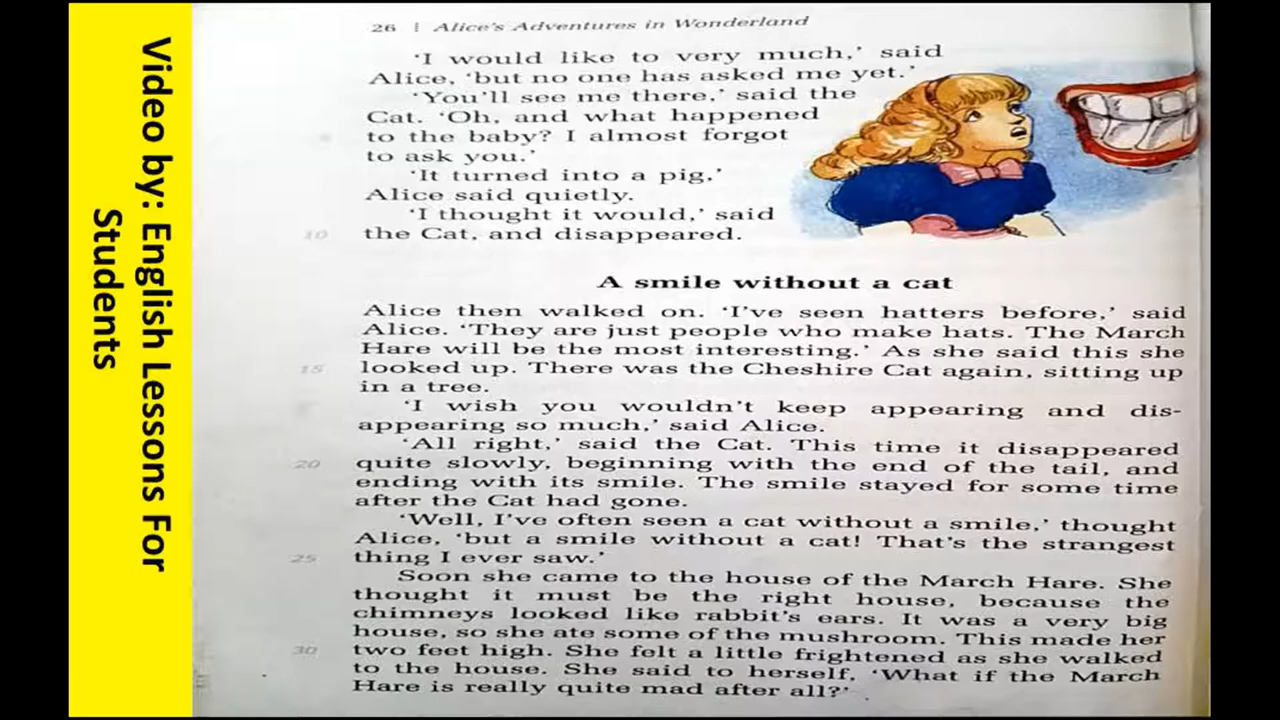 Video by: English Lessons For
Students
26 | Alice's Adventures in Wonderland
'I would like to very much,' said
Alice, 'but no one has asked me yet.'
'You'll see me there,' said the
Cat. 'Oh, and what happened
to the baby? I almost forgot
to ask you.'
'It turned into a pig,'
Alice said quietly.
'I thought it would,' said
10 the Cat, and disappeared.
A smile without a cat
Alice then walked on. 'I've seen hatters before,' said
Alice. 'They are just people who make hats. The March
Hare will be the most interesting.' As she said this she
15 looked up. There was the Cheshire Cat again, sitting up
in a tree.
'I wish you wouldn't keep appearing and dis-
appearing so much,' said Alice.
'All right,' said the Cat. This time it disappeared
20 quite slowly, beginning with the end of the tail, and
ending with its smile. The smile stayed for some time
after the Cat had gone.
'Well, I've often seen a cat without a smile,' thought
Alice, 'but a smile without a cat! That's the strangest
25 thing I ever saw.'
Soon she came to the house of the March Hare. She
thought it must be the right house, because the
chimneys looked like rabbit's ears. It was a very big
house, so she ate some of the mushroom. This made her
30 two feet high. She felt a little frightened as she walked
to the house. She said to herself, 'What if the March
Hare is really quite mad after all?'